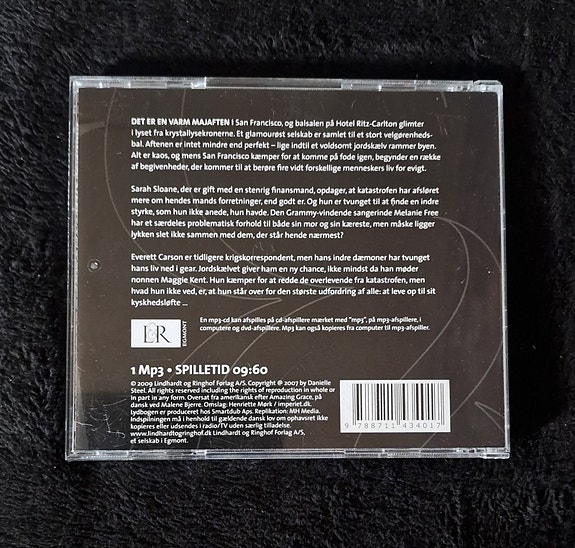 DET ER EN VARM MAJAFTEN I San Francisco, og balsalen på Hotel Ritz-Carlton glimter
i lyset fra krystallysekronerne. Et glamourøst selskab er samlet til et stort velgørenheds-
bal. Aftenen er intet mindre end perfekt – lige indtil et voldsomt jordskælv rammer byen.
Alt er kaos, og mens San Francisco kæmper for at komme på fode igen, begynder en række
af begivenheder, der kommer til at berøre fire vidt forskellige menneskers liv for evigt.
Sarah Sloane, der er gift med en stenrig finansmand, opdager, at katastrofen har afsløret
mere om hendes mands forretninger, end godt er. Og hun er tvunget til at finde en indre
styrke, som hun ikke anede, hun havde. Den Grammy-vindende sangerinde Melanie Free
har et særdeles problematisk forhold til både sin mor og sin kæreste, men måske ligger
lykken slet ikke sammen med dem, der står hende nærmest?
Everett Carson er tidligere krigskorrespondent, men hans indre dæmoner har tvunget
hans liv ned i gear. Jordskælvet giver ham en ny chance, ikke mindst da han møder
nonnen Maggie Kent. Hun kæmper for at redde de overlevende fra katastrofen, men
hvad hun ikke ved, er, at hun står over for den største udfordring af alle: at leve op til sit
kyskhedsløfte ...
L&R
EGMONT
En mp3-cd kan afspilles på cd-afspillere mærket med "mp3", på mp3-afspillere, i
computere og dvd-afspillere. Mp3 kan også kopieres fra computer til mp3-afspiller.
1 Mp3 • SPILLETID 09:60
© 2009 Lindhardt og Ringhof Forlag A/S. Copyright @ 2007 by Danielle
Steel. All rights reserved including the rights of reproduction in whole or
in part in any form. Oversat fra amerikansk efter Amazing Grace, på
dansk ved Malene Bjerre. Omslag: Henriette Mørk / imperiet.dk.
Lydbogen er produceret hos Smartdub Aps. Replikation: MH Media.
Indspilningen må i henhold til gældende dansk lov om ophavsret ikke
kopieres eller udsendes i radio/TV uden særlig tilladelse.
www.lindhardtogringhof.dk Lindhardt og Ringhof Forlag A/S,
et selskab i Egmont.
9 788711 434017